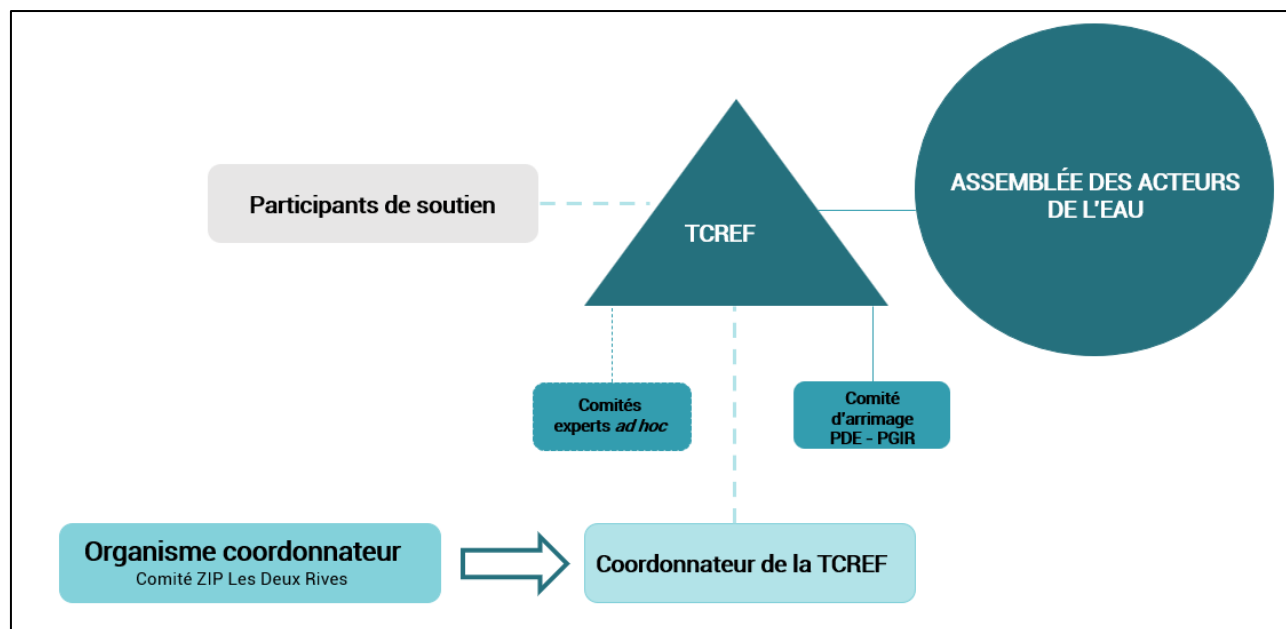 ASSEMBLÉE DES ACTEURS
DE L'EAU
Participants de soutien
TCREF
Comités
experts ad hoc
Comité
d'arrimage
PDE - PGIR
Organisme coordonnateur
Comité ZIP Les Deux Rives
Coordonnateur de la TCREF